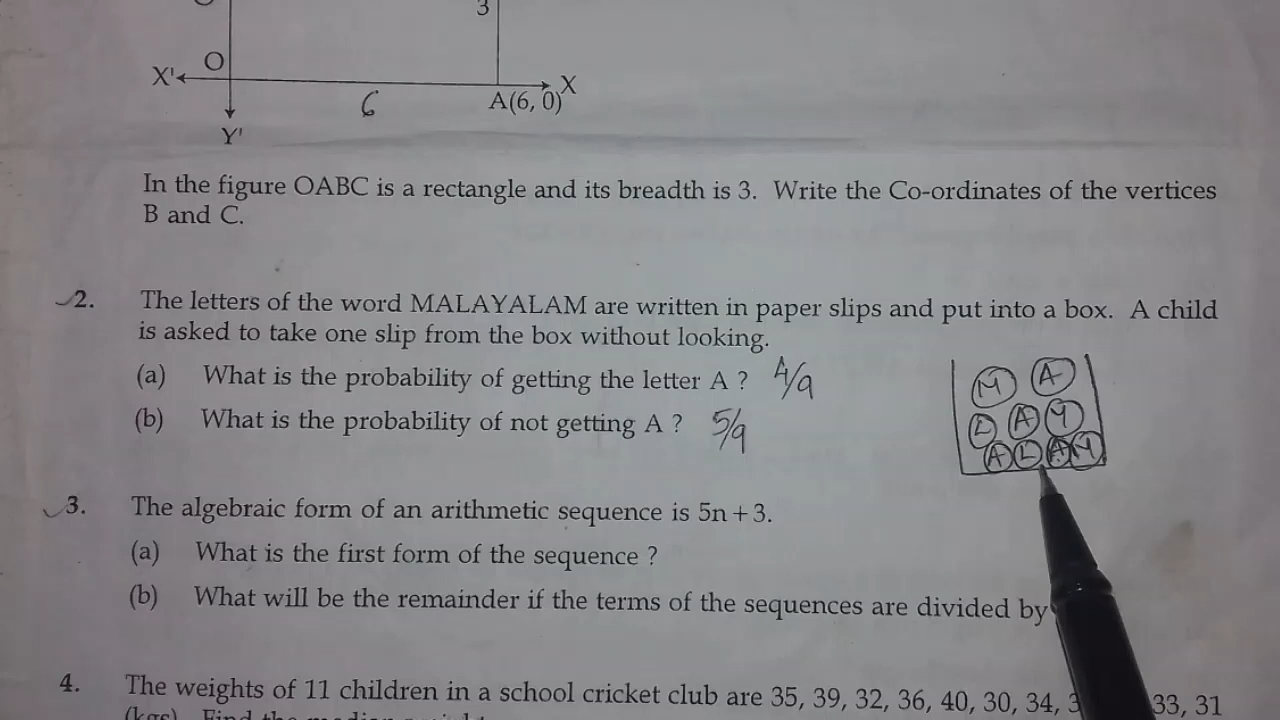 3
O
X'
X
6
A(6, 0)
Y'
In the figure OABC is a rectangle and its breadth is 3. Write the Co-ordinates of the vertices
B and C.
2. The letters of the word MALAYALAM are written in paper slips and put into a box. A child
is asked to take one slip from the box without looking.
(a) What is the probability of getting the letter A ? 4/9
(b) What is the probability of not getting A ? 5/9
M A
L A Y
A L A M
3. The algebraic form of an arithmetic sequence is 5n + 3.
(a) What is the first form of the sequence ?
(b) What will be the remainder if the terms of the sequences are divided by
4. The weights of 11 children in a school cricket club are 35, 39, 32, 36, 40, 30, 34, 33, 31
(kgs). Find the median